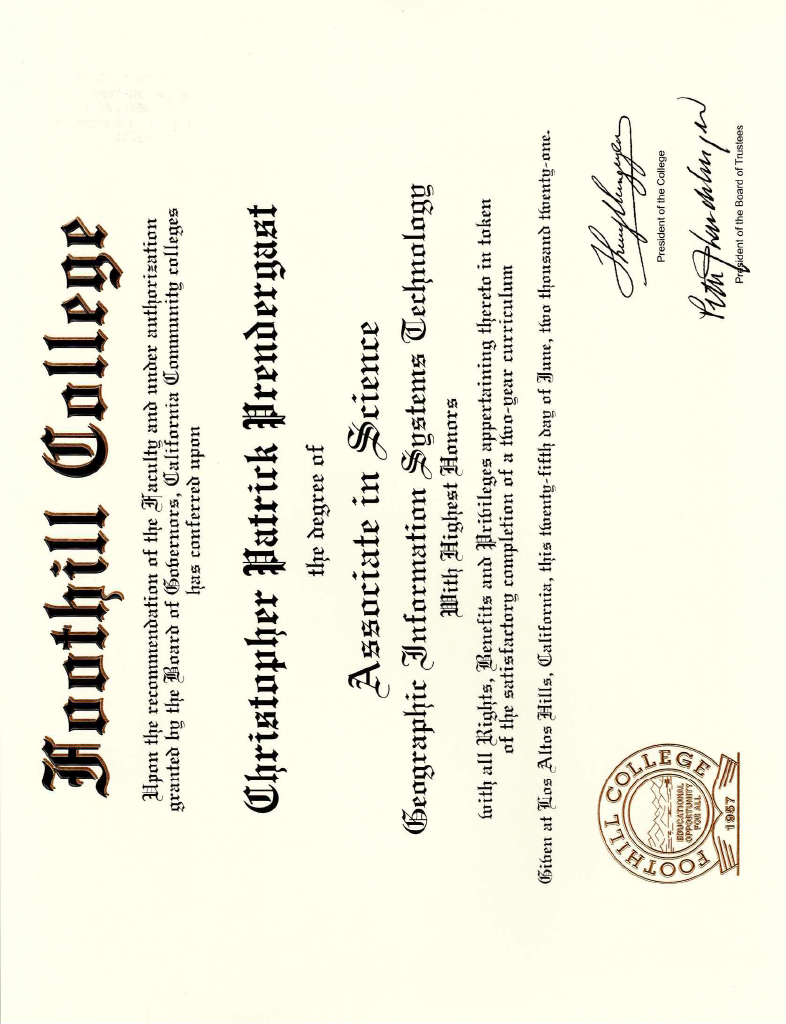 Foothill College
Upon the recommendation of the Faculty and under authorization
granted by the Board of Governors, California Community colleges
has conferred upon
Christopher Patrick Prendergast
the degree of
Associate in Science
Geographic Information Systems Technology
With Highest Honors
with all Rights, Benefits and Privileges appertaining thereto in token
of the satisfactory completion of a two-year curriculum
Given at Los Altos Hills, California, this twenty-fifth day of June, two thousand twenty-one.
FOOTHILL COLLEGE
EDUCATIONAL
OPPORTUNITY
FOR ALL
1957
President of the College
President of the Board of Trustees